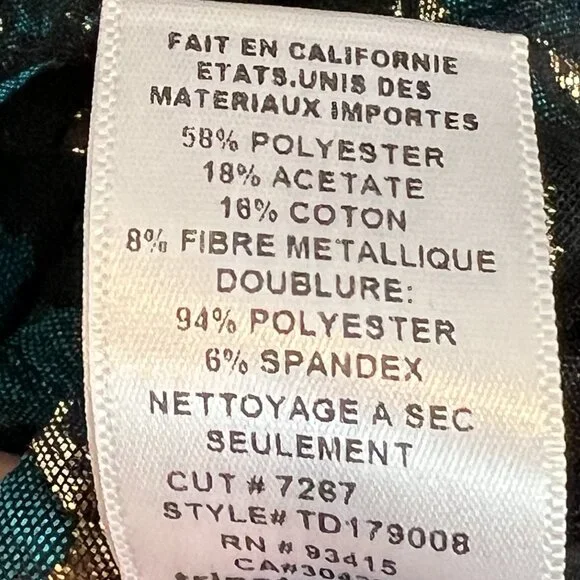 FAIT EN CALIFORNIE
ETATS.UNIS DES
MATERIAUX IMPORTES
58% POLYESTER
18% ACETATE
16% COTON
8% FIBRE METALLIQUE
DOUBLURE:
94% POLYESTER
6% SPANDEX
NETTOYAGE A SEC
SEULEMENT
CUT # 7267
STYLE# TD179008
RN # 93415